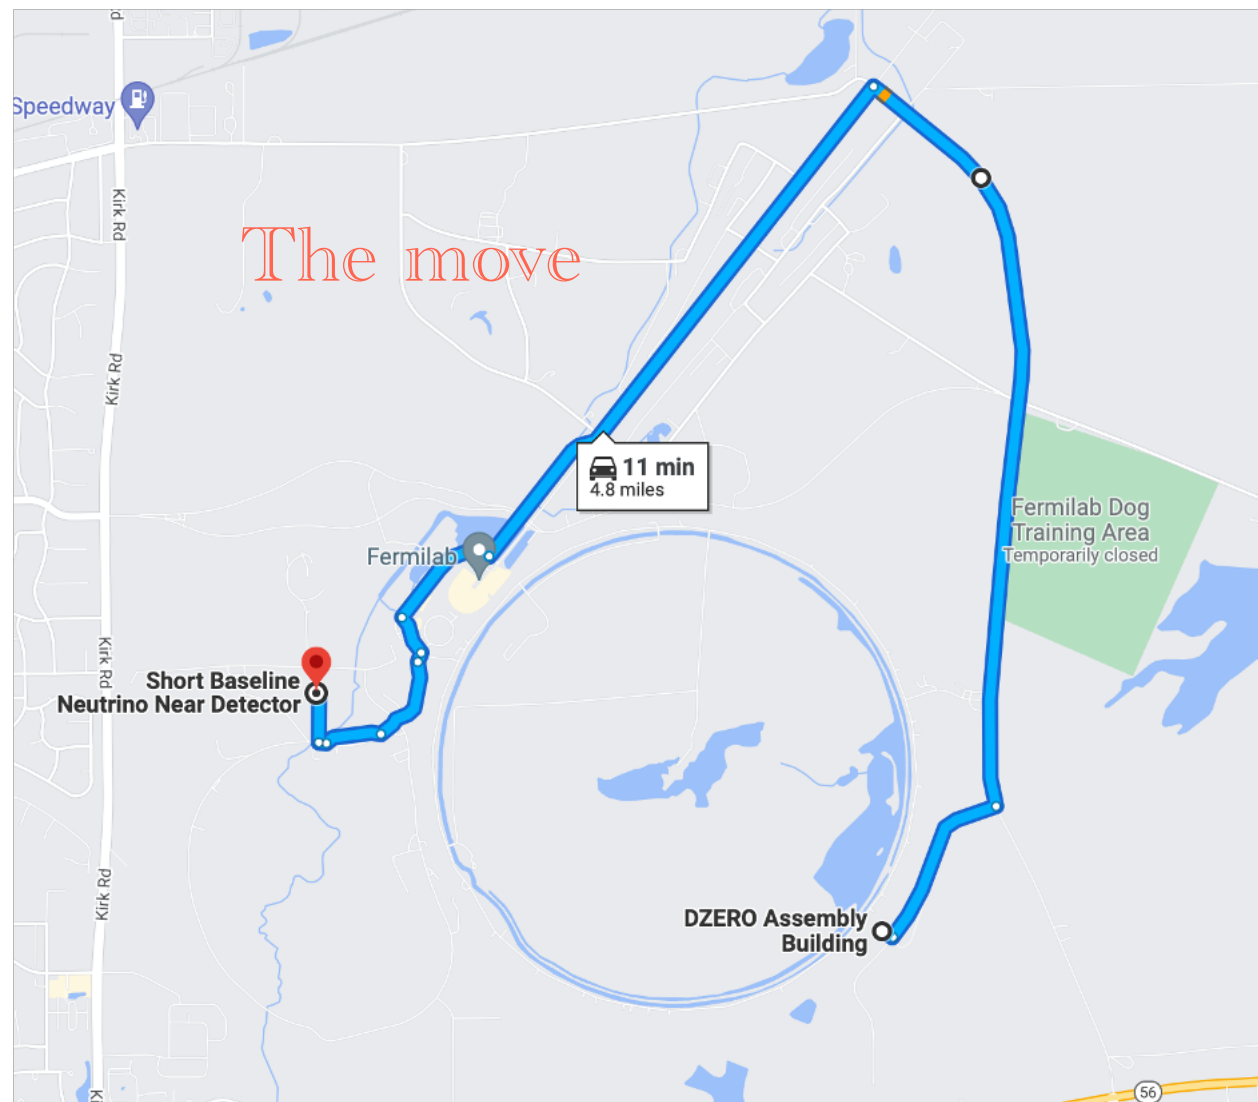 d
Speedway
Kirk Rd
The move
Kirk Rd
11 min
4.8 miles
Fermilab
Fermilab Dog
Training Area
Temporarily closed
Kirk Rd
Short Baseline
Neutrino Near Detector
Kirk Rd
DZERO Assembly
Building
Ki
56